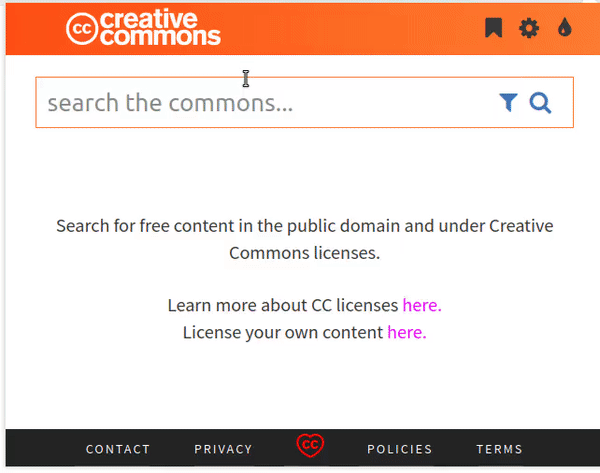 cc creative
commons
search the commons...
Search for free content in the public domain and under Creative
Commons licenses.
Learn more about CC licenses here.
License your own content here.
CONTACT PRIVACY CC POLICIES TERMS